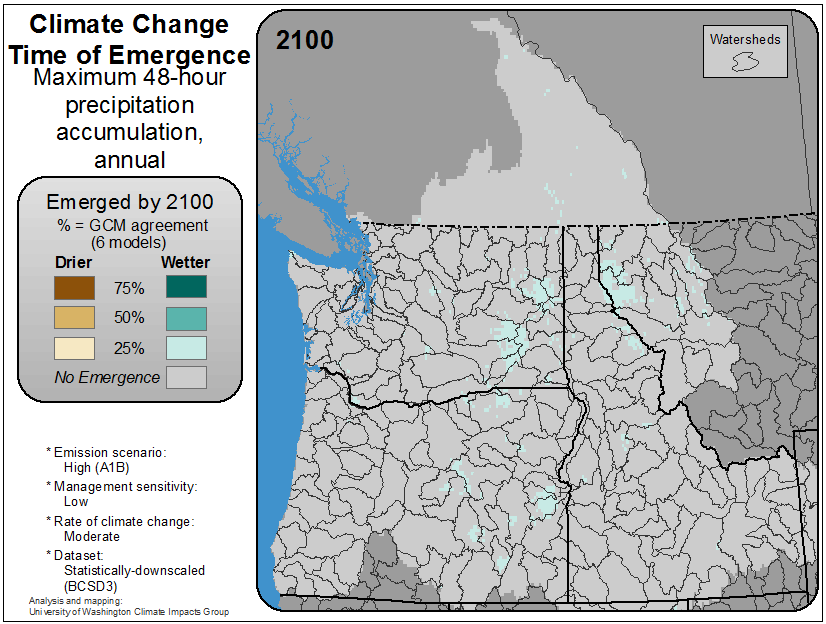 Climate Change
Time of Emergence
Maximum 48-hour
precipitation
accumulation,
annual
Emerged by 2100
% = GCM agreement
(6 models)
Drier Wetter
75%
50%
25%
No Emergence
* Emission scenario:
High (A1B)
* Management sensitivity:
Low
* Rate of climate change:
Moderate
* Dataset:
Statistically-downscaled
(BCSD3)
Analysis and mapping:
University of Washington Climate Impacts Group
2100
Watersheds